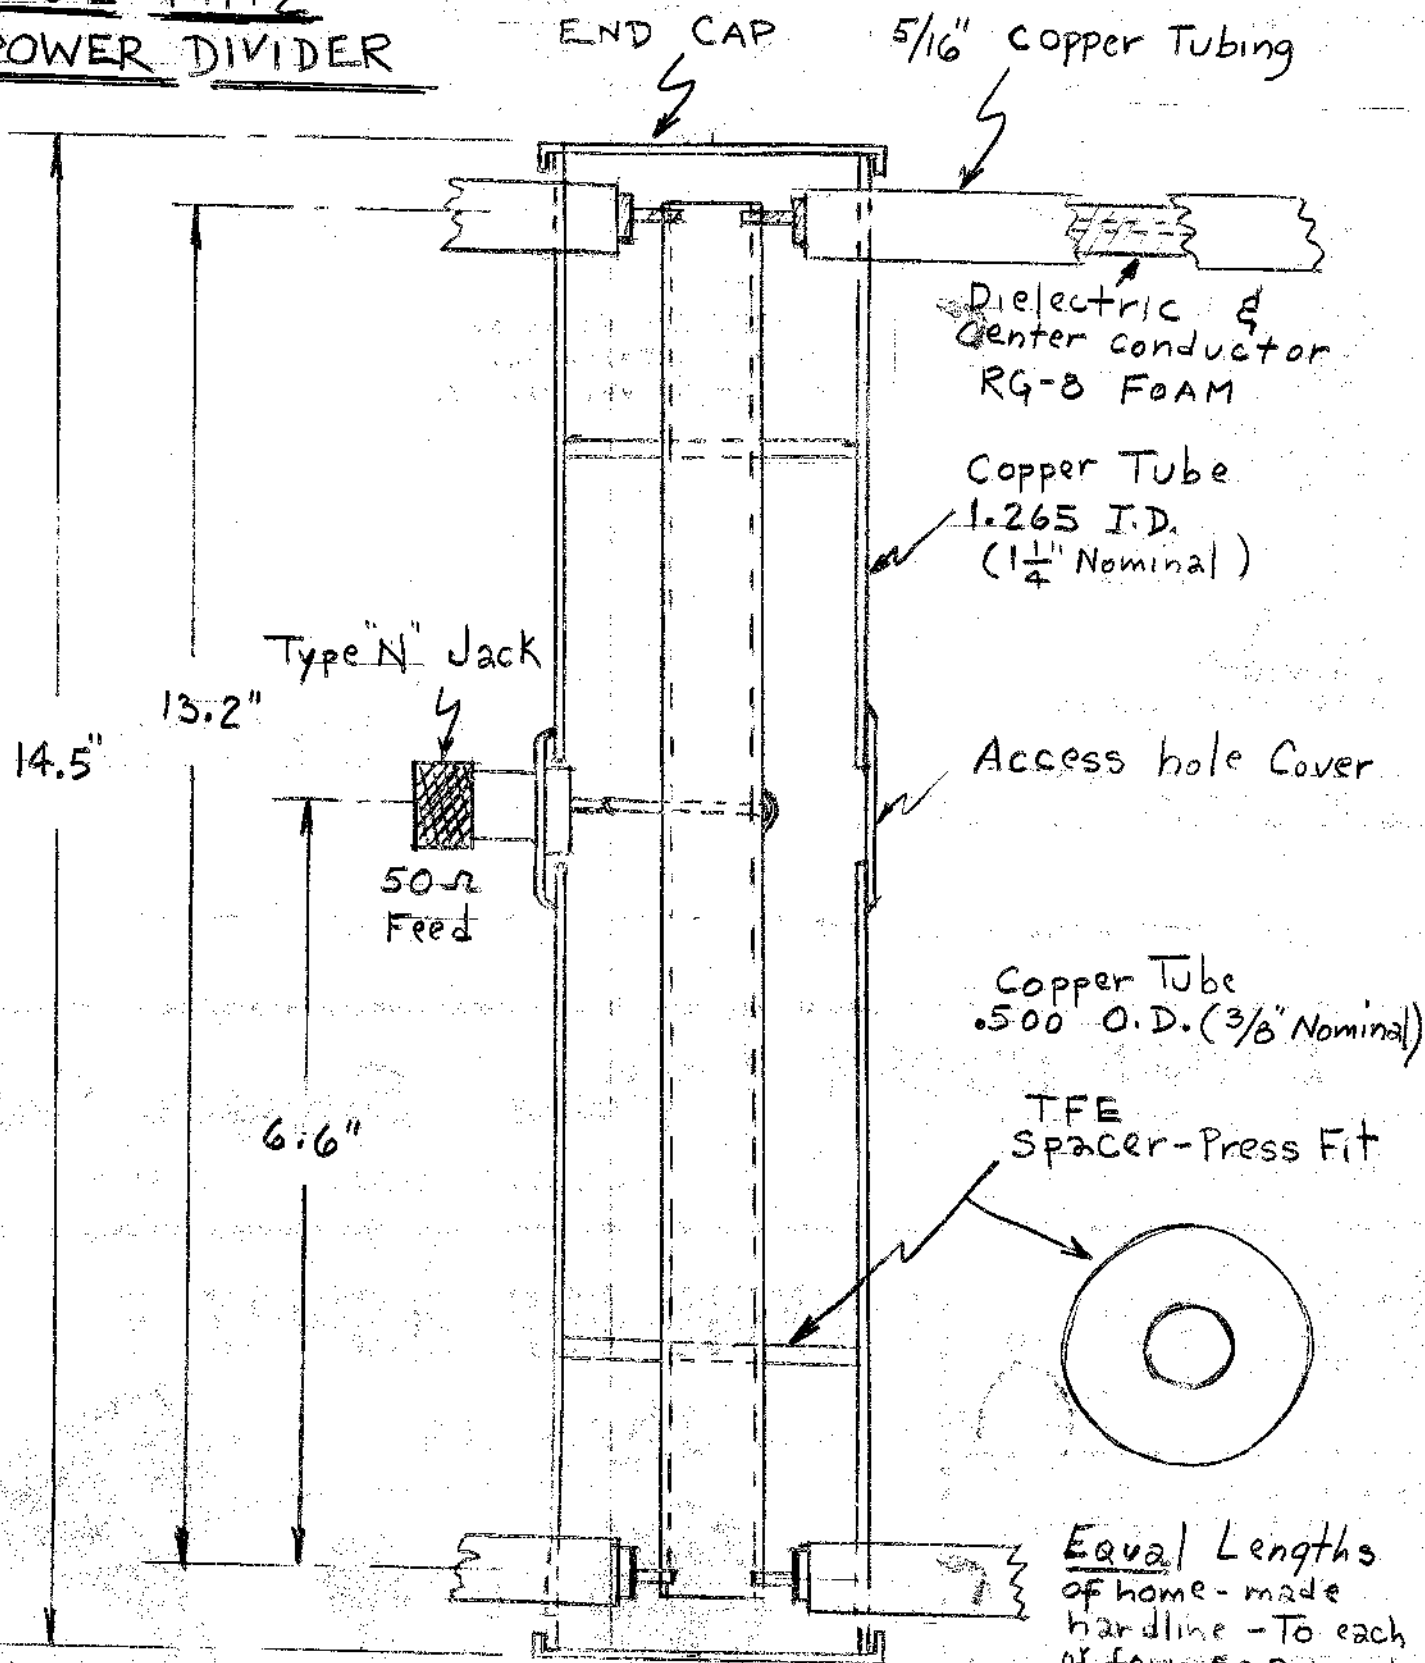 POWER DIVIDER
END CAP
5/16" Copper Tubing
Dielectric &
Center conductor
RG-8 FOAM
Copper Tube
1.265 I.D.
(1 1/4" Nominal)
Type "N" Jack
13.2"
14.5"
Access hole Cover
50Ω
Feed
Copper Tube
.500 O.D. (3/8" Nominal)
TFE
Spacer-Press Fit
6.6"
Equal Lengths
of home-made
hardline - To each